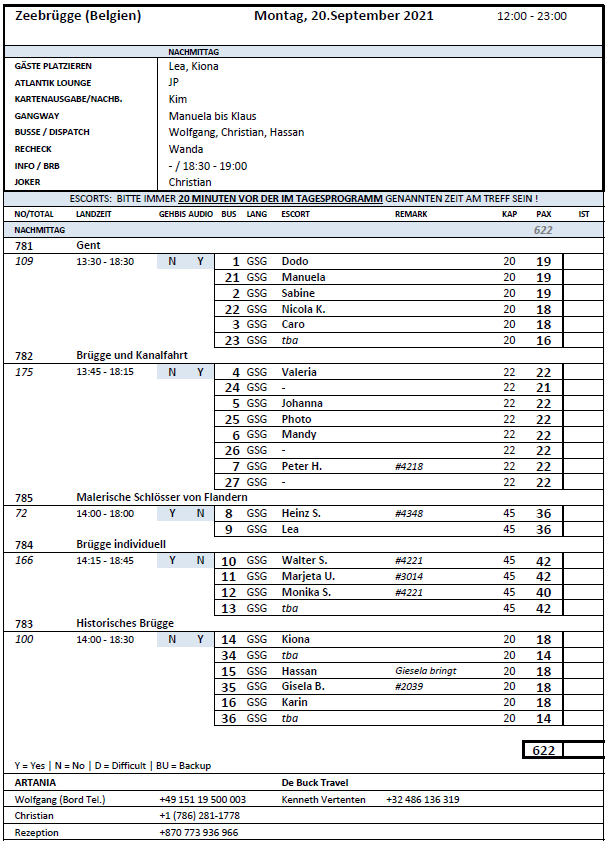 Zeebrügge (Belgien) Montag, 20.September 2021 12:00 - 23:00
NACHMITTAG
GÄSTE PLATZIEREN Lea, Kiona
ATLANTIK LOUNGE JP
KARTENAUSGABE/NACHB. Kim
GANGWAY Manuela bis Klaus
BUSSE / DISPATCH Wolfgang, Christian, Hassan
RECHECK Wanda
INFO / BRB - / 18:30 - 19:00
JOKER Christian
ESCORTS: BITTE IMMER 20 MINUTEN VOR DER IM TAGESPROGRAMM GENANNTEN ZEIT AM TREFF SEIN !
NO/TOTAL LANDZEIT GEHBIS AUDIO BUS LANG ESCORT REMARK KAP PAX IST
NACHMITTAG 622
781 Gent
109 13:30 - 18:30 N Y 1 GSG Dodo 20 19
21 GSG Manuela 20 19
2 GSG Sabine 20 19
22 GSG Nicola K. 20 18
3 GSG Caro 20 18
23 GSG tba 20 16
782 Brügge und Kanalfahrt
175 13:45 - 18:15 N Y 4 GSG Valeria 22 22
24 GSG - 22 21
5 GSG Johanna 22 22
25 GSG Photo 22 22
6 GSG Mandy 22 22
26 GSG - 22 22
7 GSG Peter H. #4218 22 22
27 GSG - 22 22
785 Malerische Schlösser von Flandern
72 14:00 - 18:00 Y N 8 GSG Heinz S. #4348 45 36
9 GSG Lea 45 36
784 Brügge individuell
166 14:15 - 18:45 Y N 10 GSG Walter S. #4221 45 42
11 GSG Marjeta U. #3014 45 42
12 GSG Monika S. #4221 45 40
13 GSG tba 45 42
783 Historisches Brügge
100 14:00 - 18:30 N Y 14 GSG Kiona 20 18
34 GSG tba 20 14
15 GSG Hassan Giesela bringt 20 18
35 GSG Gisela B. #2039 20 18
16 GSG Karin 20 18
36 GSG tba 20 14
622
Y = Yes | N = No | D = Difficult | BU = Backup
ARTANIA De Buck Travel
Wolfgang (Bord Tel.) +49 151 19 500 003 Kenneth Vertenten +32 486 136 319
Christian +1 (786) 281-1778
Rezeption +870 773 936 966